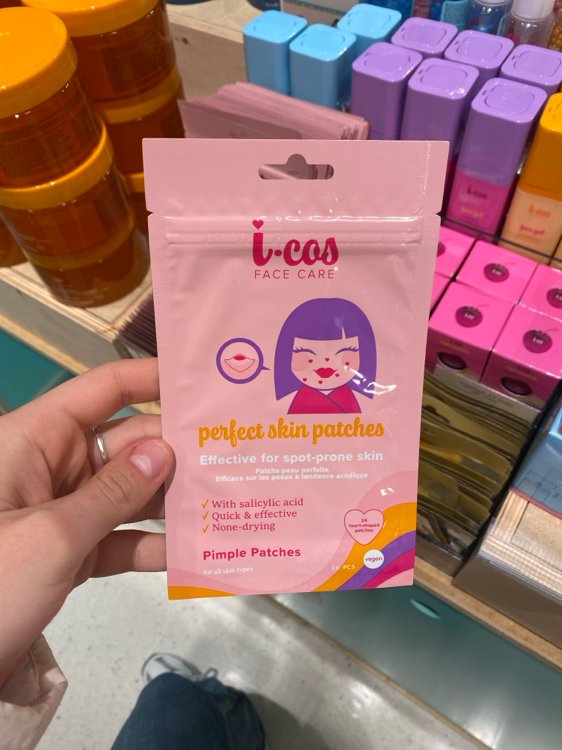 i·cos
FACE CARE
perfect skin patches
Effective for spot-prone skin
Patchs peau parfaite
Efficace sur les peaux à tendance acnéique
✓ With salicylic acid
✓ Quick & effective
✓ None-drying
24
heart-shaped
patches
Pimple Patches
vegan
for all skin types
24 PCS
i·cos
i·cos